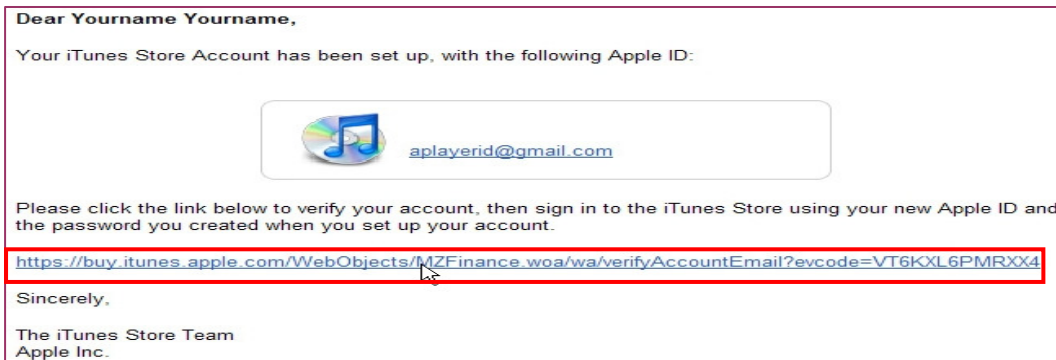 Dear Yourname Yourname,
Your iTunes Store Account has been set up, with the following Apple ID:
aplayerid@gmail.com
Please click the link below to verify your account, then sign in to the iTunes Store using your new Apple ID and
the password you created when you set up your account.
https://buy.itunes.apple.com/WebObjects/MZFinance.woa/wa/verifyAccountEmail?evcode=VT6KXL6PMRXX4
Sincerely,
The iTunes Store Team
Apple Inc.